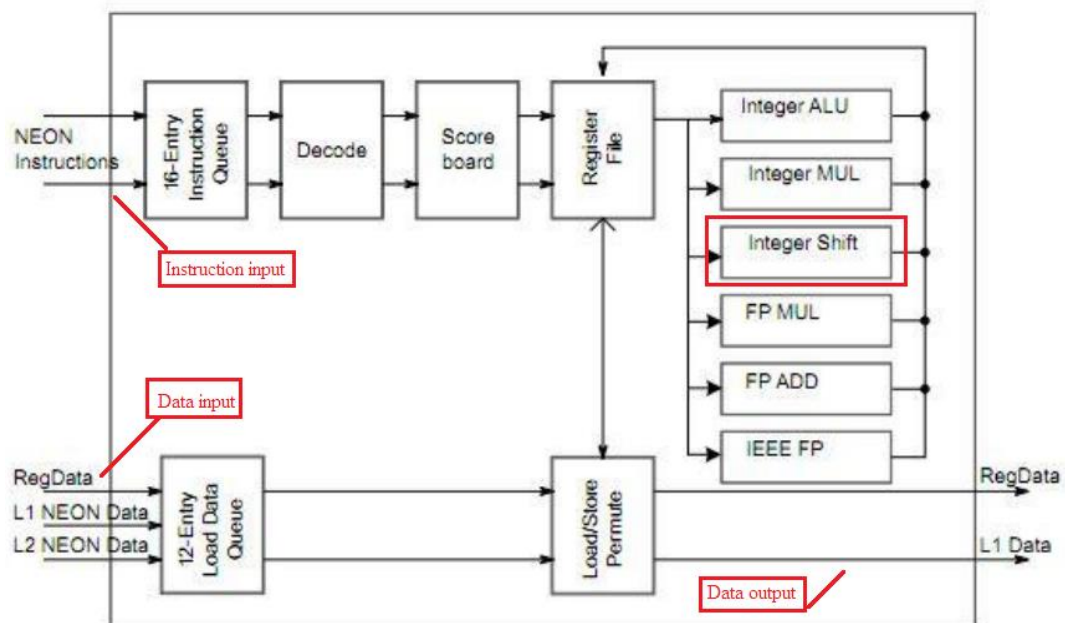 NEON
Instructions
16-Entry
Instruction
Queue
Decode
Score
board
Register
File
Integer ALU
Integer MUL
Integer Shift
FP MUL
FP ADD
IEEE FP
Instruction input
Data input
RegData
L1 NEON Data
L2 NEON Data
12-Entry
Load Data
Queue
Load/Store
Permute
RegData
L1 Data
Data output